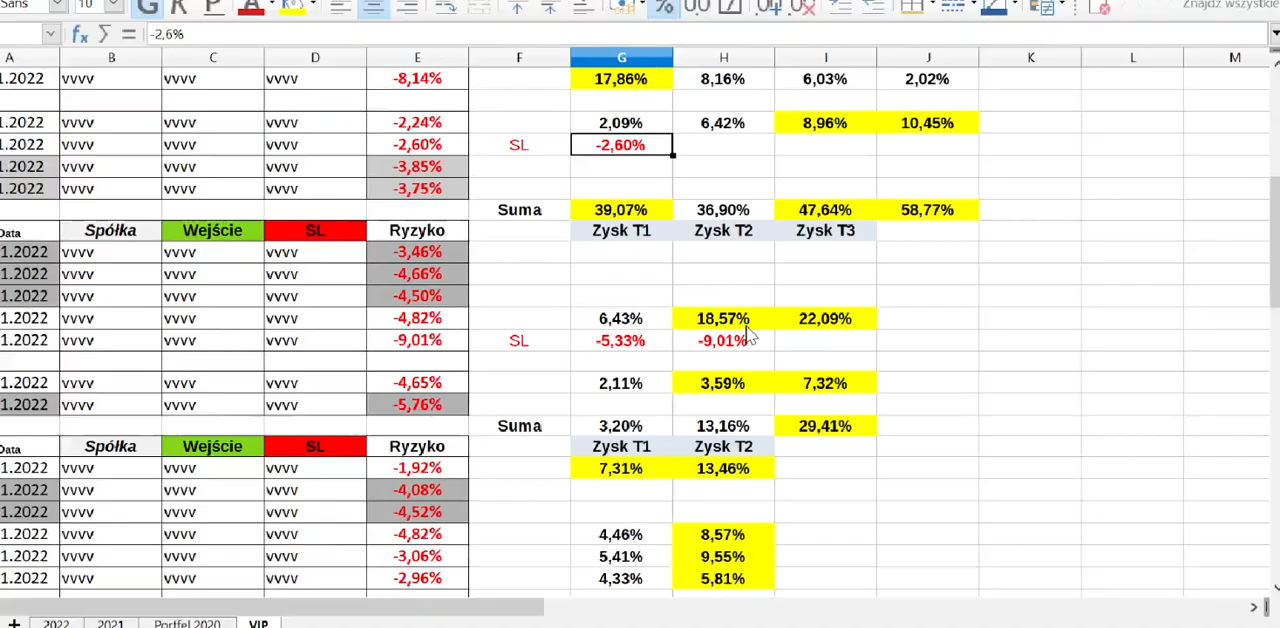 Sans 10 G K P A % 00 Znajdź wszystkie
fx Σ = -2,6%
A B C D E F G H I J K L M
1.2022 vvvv vvvv vvvv -8,14% 17,86% 8,16% 6,03% 2,02%
1.2022 vvvv vvvv vvvv -2,24% 2,09% 6,42% 8,96% 10,45%
1.2022 vvvv vvvv vvvv -2,60% SL -2,60%
1.2022 vvvv vvvv vvvv -3,85%
1.2022 vvvv vvvv vvvv -3,75%
Suma 39,07% 36,90% 47,64% 58,77%
Data Spółka Wejście SL Ryzyko Zysk T1 Zysk T2 Zysk T3
1.2022 vvvv vvvv vvvv -3,46%
1.2022 vvvv vvvv vvvv -4,66%
1.2022 vvvv vvvv vvvv -4,50%
1.2022 vvvv vvvv vvvv -4,82% 6,43% 18,57% 22,09%
1.2022 vvvv vvvv vvvv -9,01% SL -5,33% -9,01%
1.2022 vvvv vvvv vvvv -4,65% 2,11% 3,59% 7,32%
1.2022 vvvv vvvv vvvv -5,76%
Suma 3,20% 13,16% 29,41%
Data Spółka Wejście SL Ryzyko Zysk T1 Zysk T2
1.2022 vvvv vvvv vvvv -1,92% 7,31% 13,46%
1.2022 vvvv vvvv vvvv -4,08%
1.2022 vvvv vvvv vvvv -4,52%
1.2022 vvvv vvvv vvvv -4,82% 4,46% 8,57%
1.2022 vvvv vvvv vvvv -3,06% 5,41% 9,55%
1.2022 vvvv vvvv vvvv -2,96% 4,33% 5,81%
2022 2021 Portfel 2020 VIP